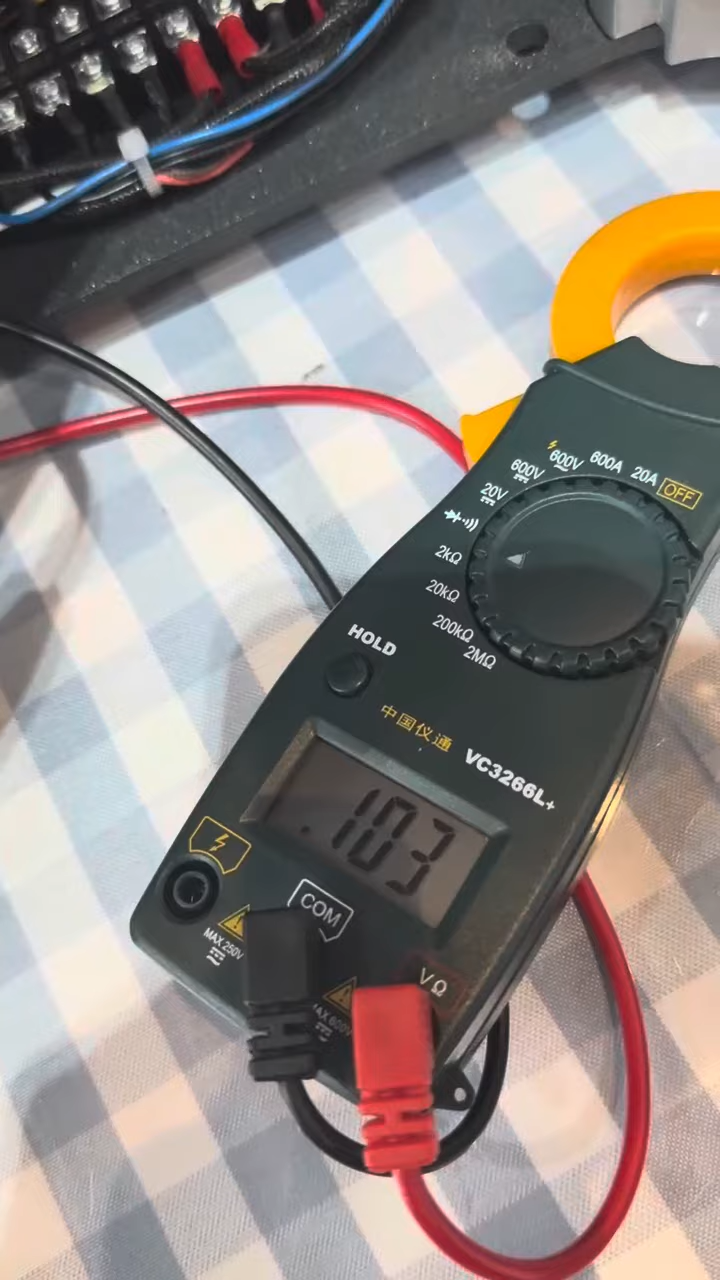 OFF
20A
600A
600V
600V
20V
2kΩ
20kΩ
200kΩ
2MΩ
HOLD
中国仪通
VC3266L+
.103
COM
MAX 250V
VΩ
MAX 600V